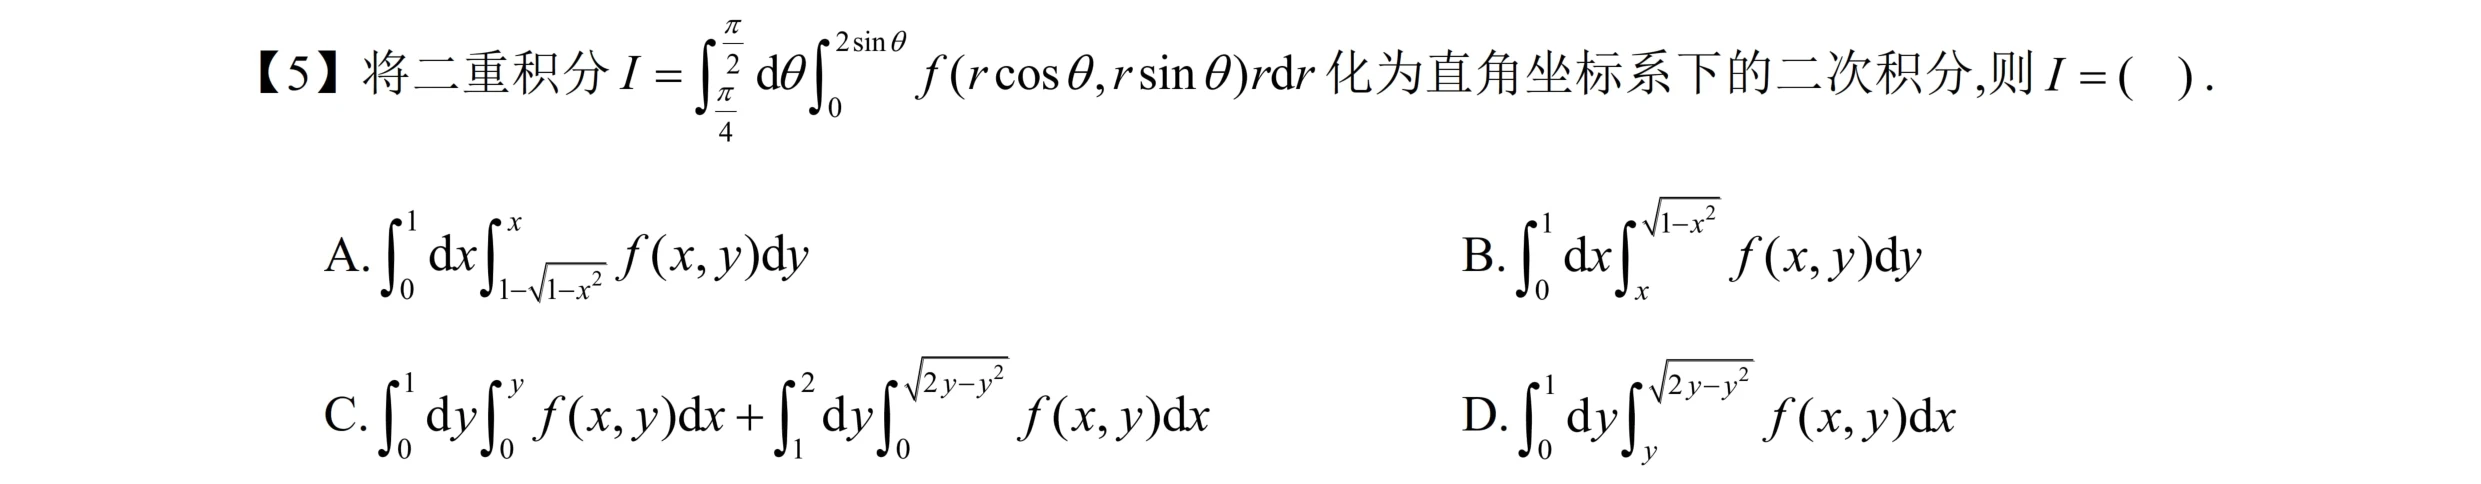 【5】将二重积分 $I = \int_{\frac{\pi}{4}}^{\frac{\pi}{2}} \mathrm{d}\theta \int_{0}^{2\sin\theta} f(r\cos\theta, r\sin\theta) r\mathrm{d}r$ 化为直角坐标系下的二次积分,则 $I = ($ $)$ .
A. $\int_{0}^{1} \mathrm{d}x \int_{1-\sqrt{1-x^2}}^{x} f(x, y)\mathrm{d}y$ B. $\int_{0}^{1} \mathrm{d}x \int_{x}^{\sqrt{1-x^2}} f(x, y)\mathrm{d}y$
C. $\int_{0}^{1} \mathrm{d}y \int_{0}^{y} f(x, y)\mathrm{d}x + \int_{1}^{2} \mathrm{d}y \int_{0}^{\sqrt{2y-y^2}} f(x, y)\mathrm{d}x$ D. $\int_{0}^{1} \mathrm{d}y \int_{y}^{\sqrt{2y-y^2}} f(x, y)\mathrm{d}x$